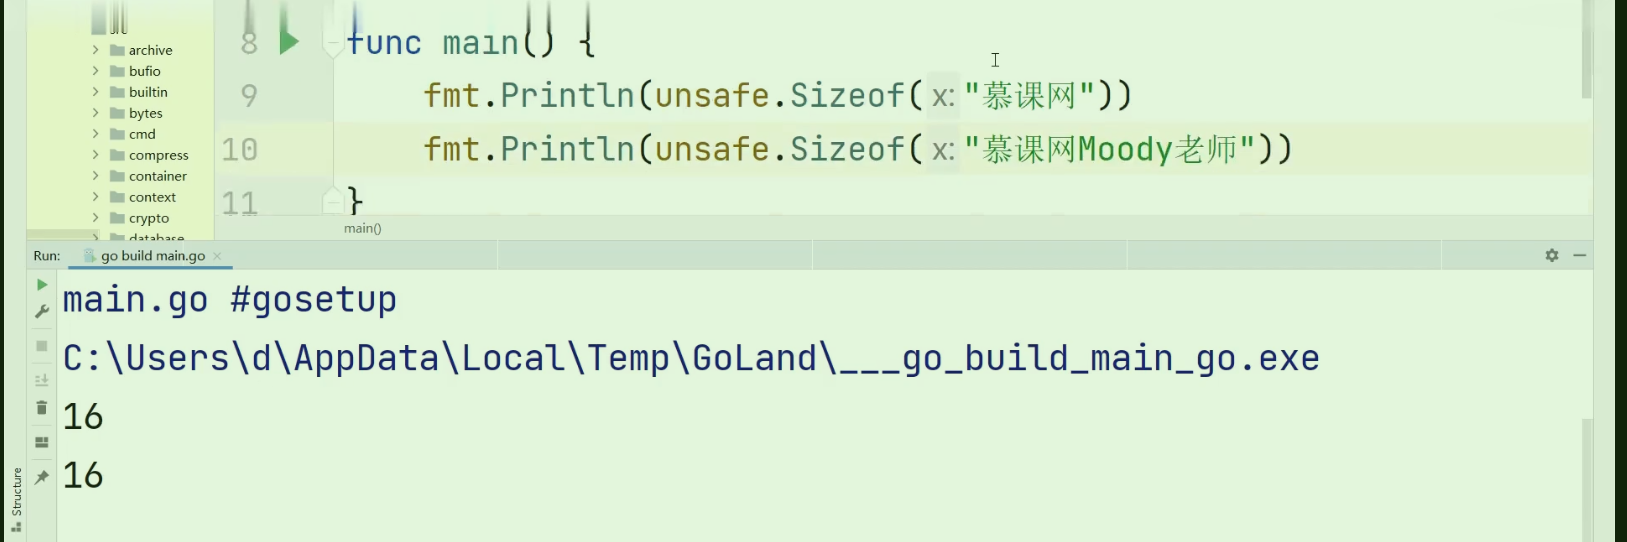 archive
bufio
builtin
bytes
cmd
compress
container
context
crypto
database
8 func main() {
9 fmt.Println(unsafe.Sizeof( x: "慕课网"))
10 fmt.Println(unsafe.Sizeof( x: "慕课网Moody老师"))
11 }
main()
Run: go build main.go
main.go #gosetup
C:\Users\d\AppData\Local\Temp\GoLand\___go_build_main_go.exe
16
16
Structure